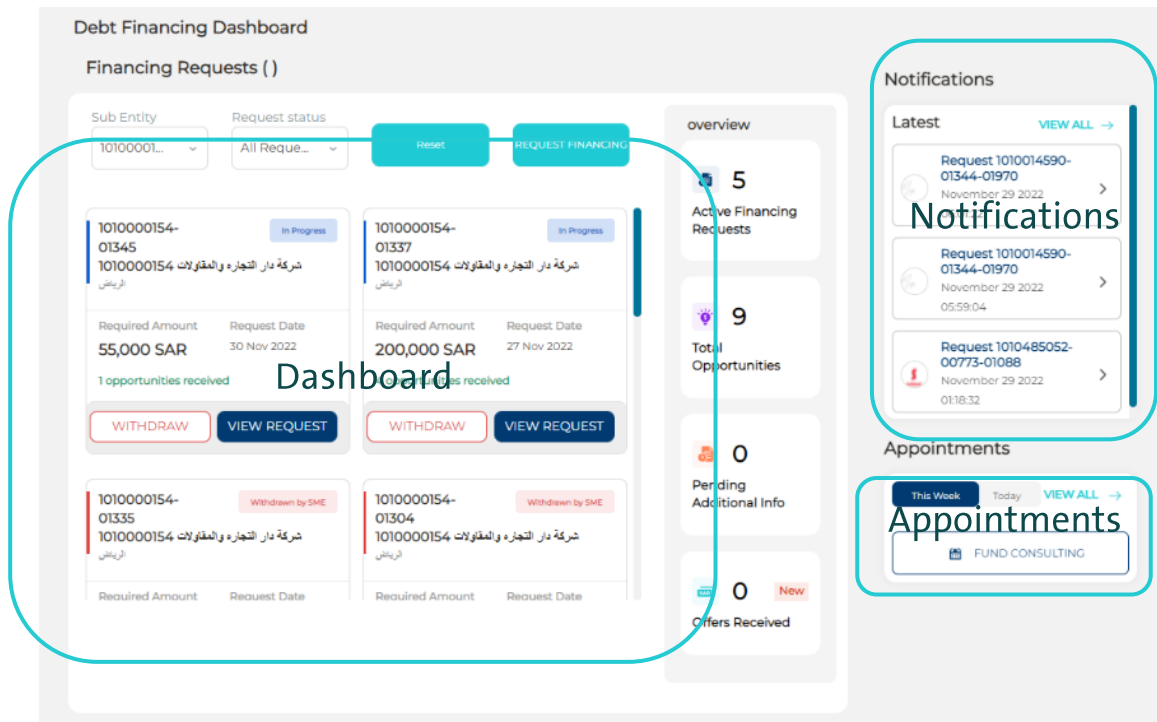 Debt Financing Dashboard
Financing Requests ( )
Sub Entity
Request status
10100001...
All Reque...
Reset
REQUEST FINANCING
1010000154-
01345
In Progress
شركة دار التجاره والمقاولات 1010000154
الرياض
Required Amount
Request Date
55,000 SAR
30 Nov 2022
1 opportunities received
WITHDRAW
VIEW REQUEST
1010000154-
01337
In Progress
شركة دار التجاره والمقاولات 1010000154
الرياض
Required Amount
Request Date
200,000 SAR
27 Nov 2022
opportunities received
WITHDRAW
VIEW REQUEST
Dashboard
1010000154-
01335
Withdrawn by SME
شركة دار التجاره والمقاولات 1010000154
الرياض
Required Amount
Request Date
1010000154-
01304
Withdrawn by SME
شركة دار التجاره والمقاولات 1010000154
الرياض
Required Amount
Request Date
overview
5
Active Financing
Requests
9
Total
Opportunities
0
Pending
Additional Info
0
New
Offers Received
Notifications
Latest
VIEW ALL →
Request 1010014590-
01344-01970
November 29 2022
Notifications
Request 1010014590-
01344-01970
November 29 2022
05:59:04
Request 1010485052-
00773-01088
November 29 2022
01:18:32
Appointments
This Week
Today
VIEW ALL →
Appointments
FUND CONSULTING